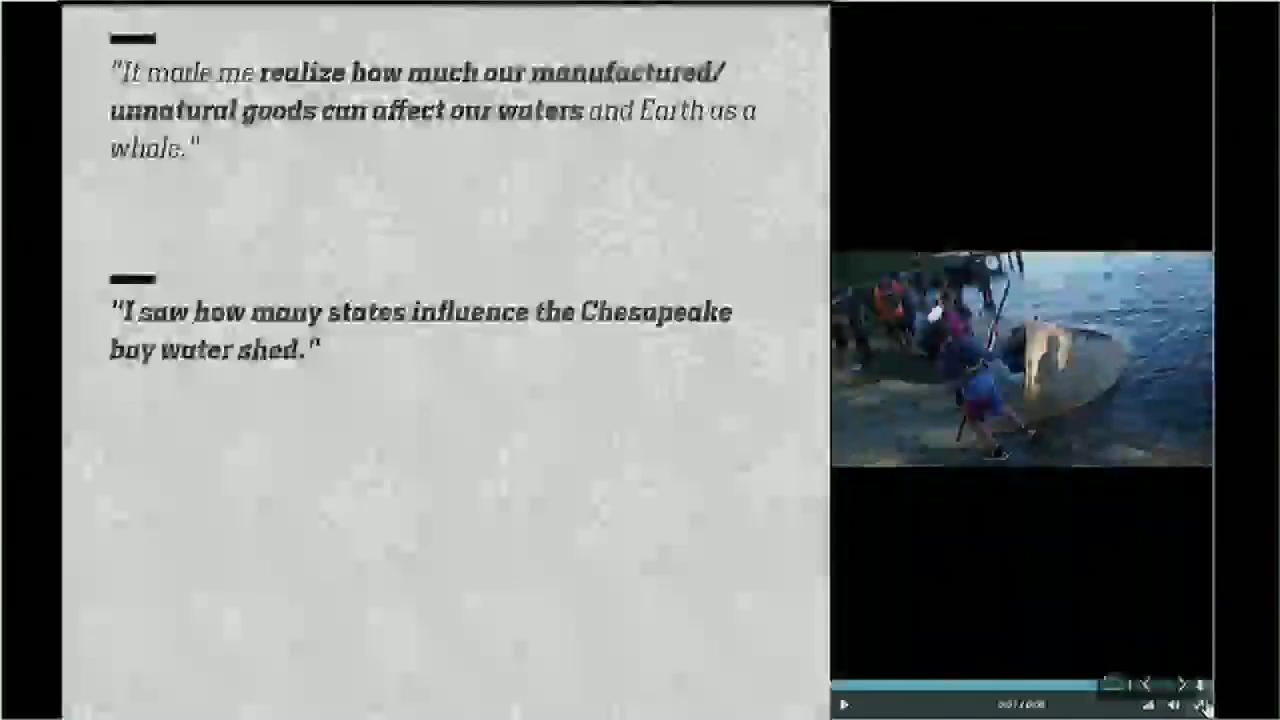 "It made me realize how much our manufactured/
unnatural goods can affect our waters and Earth as a
whole."
"I saw how many states influence the Chesapeake
bay water shed."